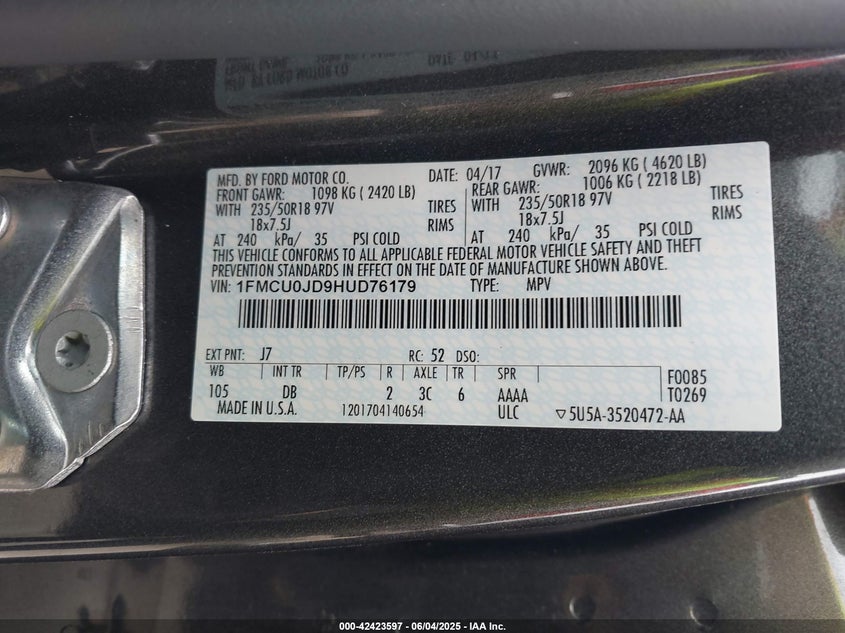 MFD. BY FORD MOTOR CO. DATE: 04/17 GVWR: 2096 KG ( 4620 LB)
FRONT GAWR: 1098 KG ( 2420 LB) REAR GAWR: 1006 KG ( 2218 LB)
WITH 235/50R18 97V TIRES WITH 235/50R18 97V TIRES
18x7.5J RIMS 18x7.5J RIMS
AT 240 kPa/ 35 PSI COLD AT 240 kPa/ 35 PSI COLD
THIS VEHICLE CONFORMS TO ALL APPLICABLE FEDERAL MOTOR VEHICLE SAFETY AND THEFT
PREVENTION STANDARDS IN EFFECT ON THE DATE OF MANUFACTURE SHOWN ABOVE.
VIN: 1FMCU0JD9HUD76179 TYPE: MPV
EXT PNT: J7 RC: 52 DSO:
WB INT TR TP/PS R AXLE TR SPR F0085
105 DB 2 3C 6 AAAA T0269
MADE IN U.S.A. 1201704140654 ULC ▽5U5A-3520472-AA
000-42423597 - 06/04/2025 - IAA Inc.